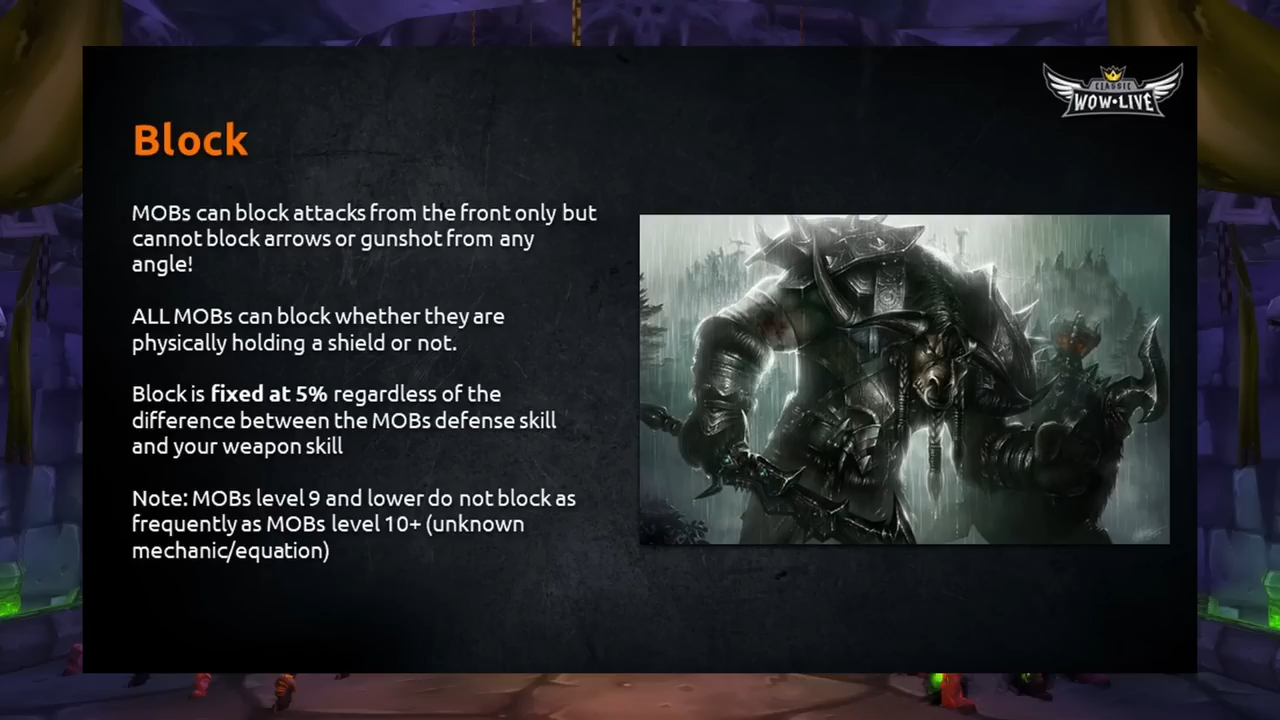 CLASSIC
WOW•LIVE
Block
MOBs can block attacks from the front only but
cannot block arrows or gunshot from any
angle!
ALL MOBs can block whether they are
physically holding a shield or not.
Block is fixed at 5% regardless of the
difference between the MOBs defense skill
and your weapon skill
Note: MOBs level 9 and lower do not block as
frequently as MOBs level 10+ (unknown
mechanic/equation)